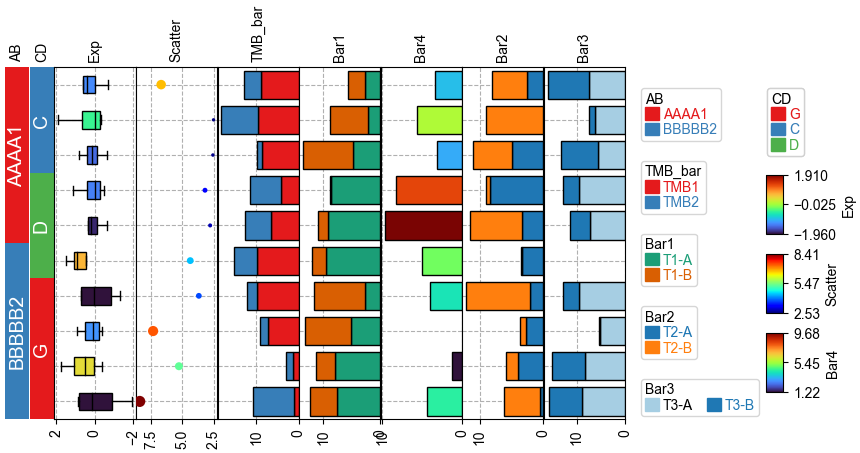 AB
CD
Exp
Scatter
TMB_bar
Bar1
Bar4
Bar2
Bar3
AAAA1
BBBBB2
C
D
G
2 0 −2
7.5 5.0 2.5
10 0
10 0
10 0
10 0
10 0
AB
AAAA1
BBBBB2
TMB_bar
TMB1
TMB2
Bar1
T1-A
T1-B
Bar2
T2-A
T2-B
Bar3
T3-A T3-B
CD
G
C
D
1.910
−0.025
−1.960
Exp
8.41
5.47
2.53
Scatter
9.68
5.45
1.22
Bar4